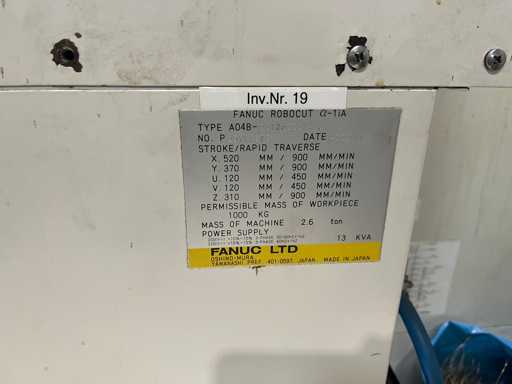 Inv.Nr. 19
FANUC ROBOCUT α-1iA
TYPE A04B-
NO. P DATE
STROKE/RAPID TRAVERSE
X. 520 MM / 900 MM/MIN
Y. 370 MM / 900 MM/MIN
U. 120 MM / 450 MM/MIN
V. 120 MM / 450 MM/MIN
Z. 310 MM / 900 MM/MIN
PERMISSIBLE MASS OF WORKPIECE
1000 KG
MASS OF MACHINE 2.6 ton
POWER SUPPLY
13 KVA
FANUC LTD
OSHINO-MURA
YAMANASHI PREF. 401-0597, JAPAN MADE IN JAPAN